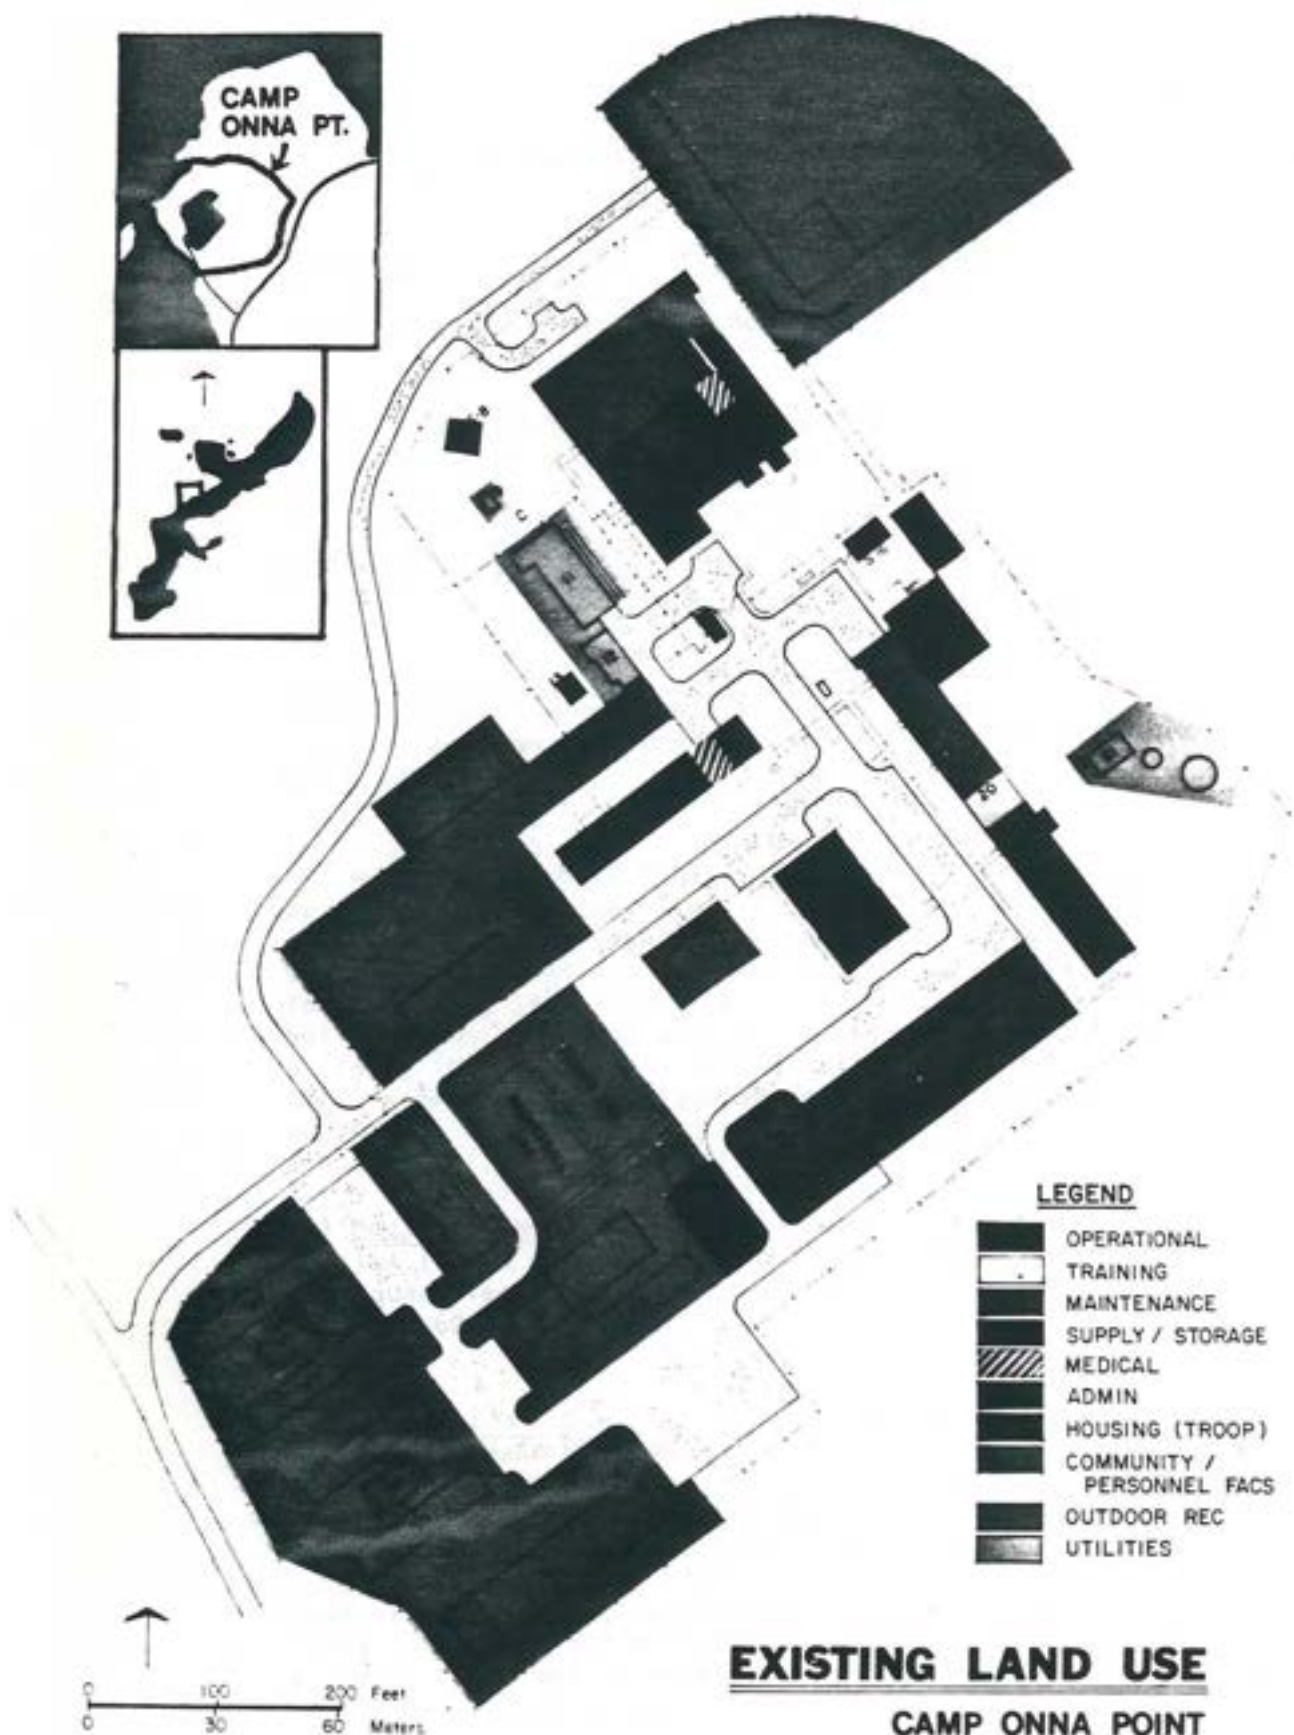 CAMP
ONNA PT.
B
C
20
LEGEND
OPERATIONAL
TRAINING
MAINTENANCE
SUPPLY / STORAGE
MEDICAL
ADMIN
HOUSING (TROOP)
COMMUNITY /
PERSONNEL FACS
OUTDOOR REC
UTILITIES
0 100 200 Feet
0 30 60 Meters
EXISTING LAND USE
CAMP ONNA POINT